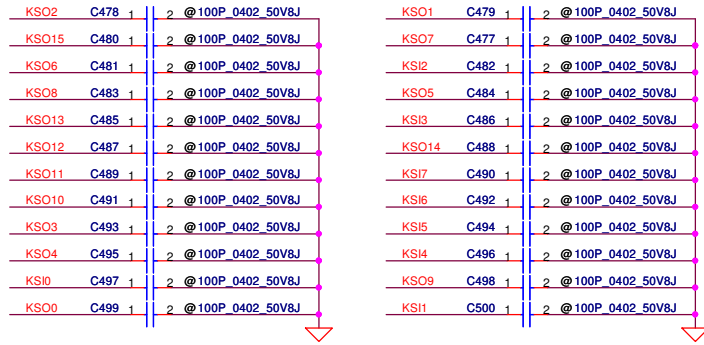 KSO2 C478 1 2 @100P_0402_50V8J KSO1 C479 1 2 @100P_0402_50V8J
KSO15 C480 1 2 @100P_0402_50V8J KSO7 C477 1 2 @100P_0402_50V8J
KSO6 C481 1 2 @100P_0402_50V8J KSI2 C482 1 2 @100P_0402_50V8J
KSO8 C483 1 2 @100P_0402_50V8J KSO5 C484 1 2 @100P_0402_50V8J
KSO13 C485 1 2 @100P_0402_50V8J KSI3 C486 1 2 @100P_0402_50V8J
KSO12 C487 1 2 @100P_0402_50V8J KSO14 C488 1 2 @100P_0402_50V8J
KSO11 C489 1 2 @100P_0402_50V8J KSI7 C490 1 2 @100P_0402_50V8J
KSO10 C491 1 2 @100P_0402_50V8J KSI6 C492 1 2 @100P_0402_50V8J
KSO3 C493 1 2 @100P_0402_50V8J KSI5 C494 1 2 @100P_0402_50V8J
KSO4 C495 1 2 @100P_0402_50V8J KSI4 C496 1 2 @100P_0402_50V8J
KSI0 C497 1 2 @100P_0402_50V8J KSO9 C498 1 2 @100P_0402_50V8J
KSO0 C499 1 2 @100P_0402_50V8J KSI1 C500 1 2 @100P_0402_50V8J